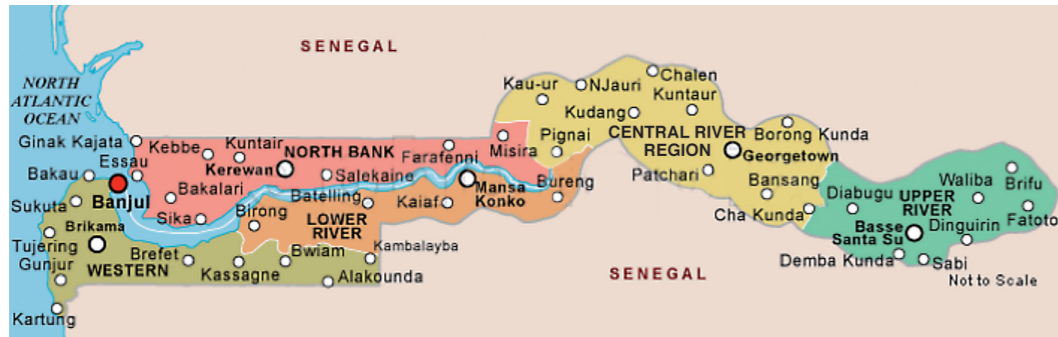 SENEGAL
NORTH
ATLANTIC
OCEAN
Kau-ur
NJauri
Chalen
Kuntaur
Kudang
Ginak Kajata
Kebbe
Kuntair
NORTH BANK
Farafenni
Misira
Pignai
CENTRAL RIVER
REGION
Borong Kunda
Georgetown
Essau
Kerewan
Salekaine
Bakau
Bakalari
Batelling
Mansa
Konko
Bureng
Patchari
Bansang
Banjul
Sukuta
Sika
Birong
Kaiaf
LOWER
RIVER
Cha Kunda
Diabugu
UPPER
RIVER
Waliba
Brifu
Fatoto
Brikama
Basse
Santa Su
Dinguirin
Tujering
Brefet
Bwiam
Kambalayba
Gunjur
WESTERN
Kassagne
Alakounda
SENEGAL
Demba Kunda
Sabi
Not to Scale
Kartung